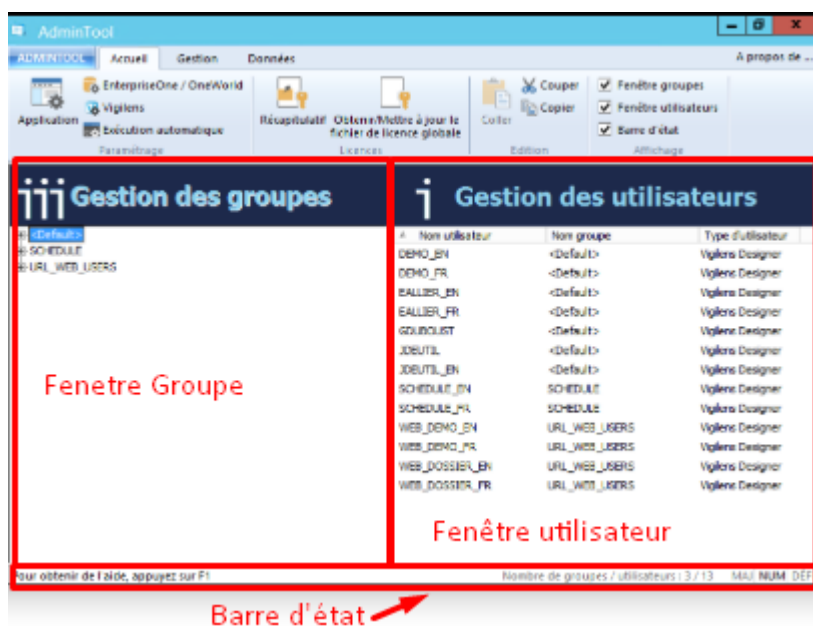 AdminTool
ADMINTOOL Accueil Gestion Données A propos de ...
Application
EnterpriseOne / OneWorld
Vigilens
Exécution automatique
Paramétrage
Récapitulatif
Obtenir/Mettre à jour le
fichier de licence globale
Licences
Coller
Couper
Copier
Edition
Fenêtre groupes
Fenêtre utilisateurs
Barre d'état
Affichage
Gestion des groupes
<Default>
SCHEDULE
URL_WEB_USERS
Fenetre Groupe
Gestion des utilisateurs
Nom utilisateur Nom groupe Type d'utilisateur
DEMO_EN <Default> Vigilens Designer
DEMO_FR <Default> Vigilens Designer
EALLIER_EN <Default> Vigilens Designer
EALLIER_FR <Default> Vigilens Designer
<Default> Vigilens Designer
JDEUTIL <Default> Vigilens Designer
JDEUTIL_EN <Default> Vigilens Designer
SCHEDULE_EN SCHEDULE Vigilens Designer
SCHEDULE_FR SCHEDULE Vigilens Designer
WEB_DEMO_EN URL_WEB_USERS Vigilens Designer
WEB_DEMO_FR URL_WEB_USERS Vigilens Designer
WEB_DOSSIER_EN URL_WEB_USERS Vigilens Designer
WEB_DOSSIER_FR URL_WEB_USERS Vigilens Designer
Fenêtre utilisateur
Pour obtenir de l'aide, appuyez sur F1 Nombre de groupes / utilisateurs : 3 / 13 MAJ NUM DEF
Barre d'état